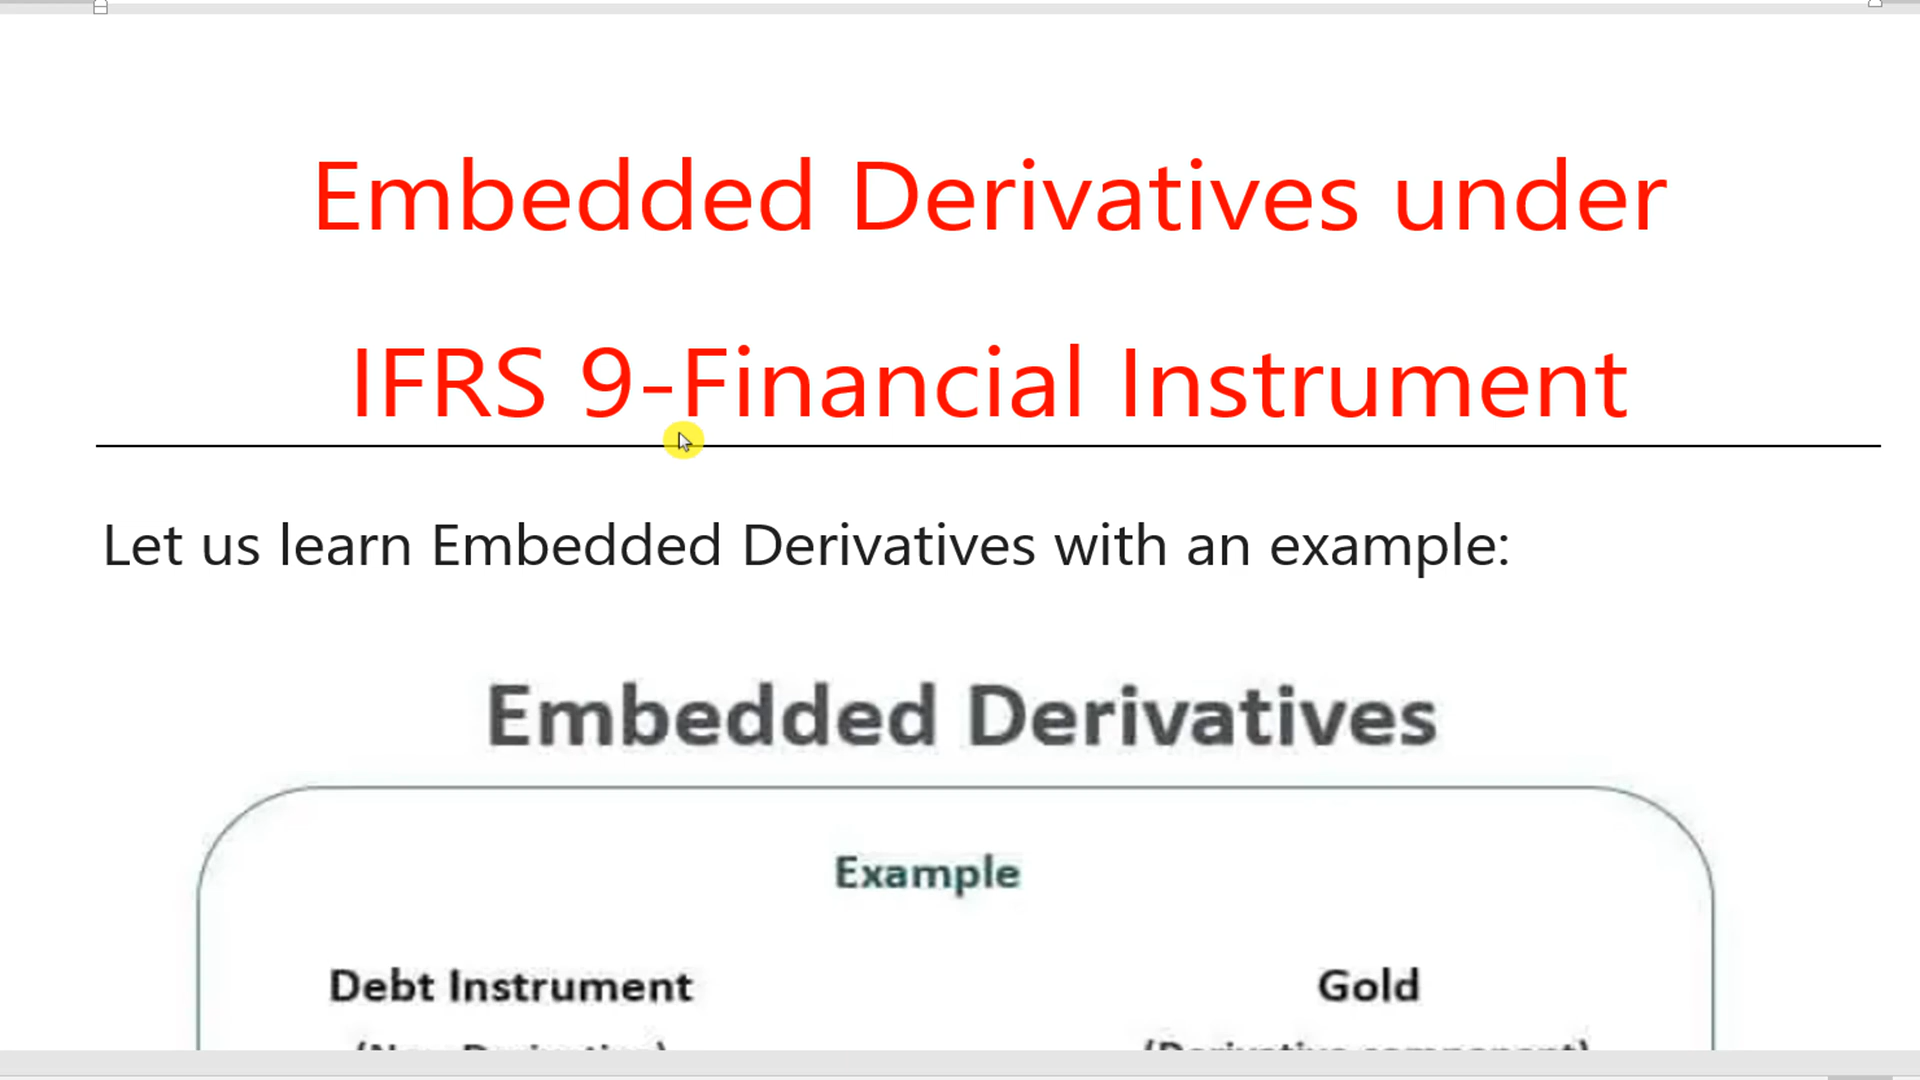 Embedded Derivatives under
IFRS 9-Financial Instrument
Let us learn Embedded Derivatives with an example:
Embedded Derivatives
Example
Debt Instrument Gold